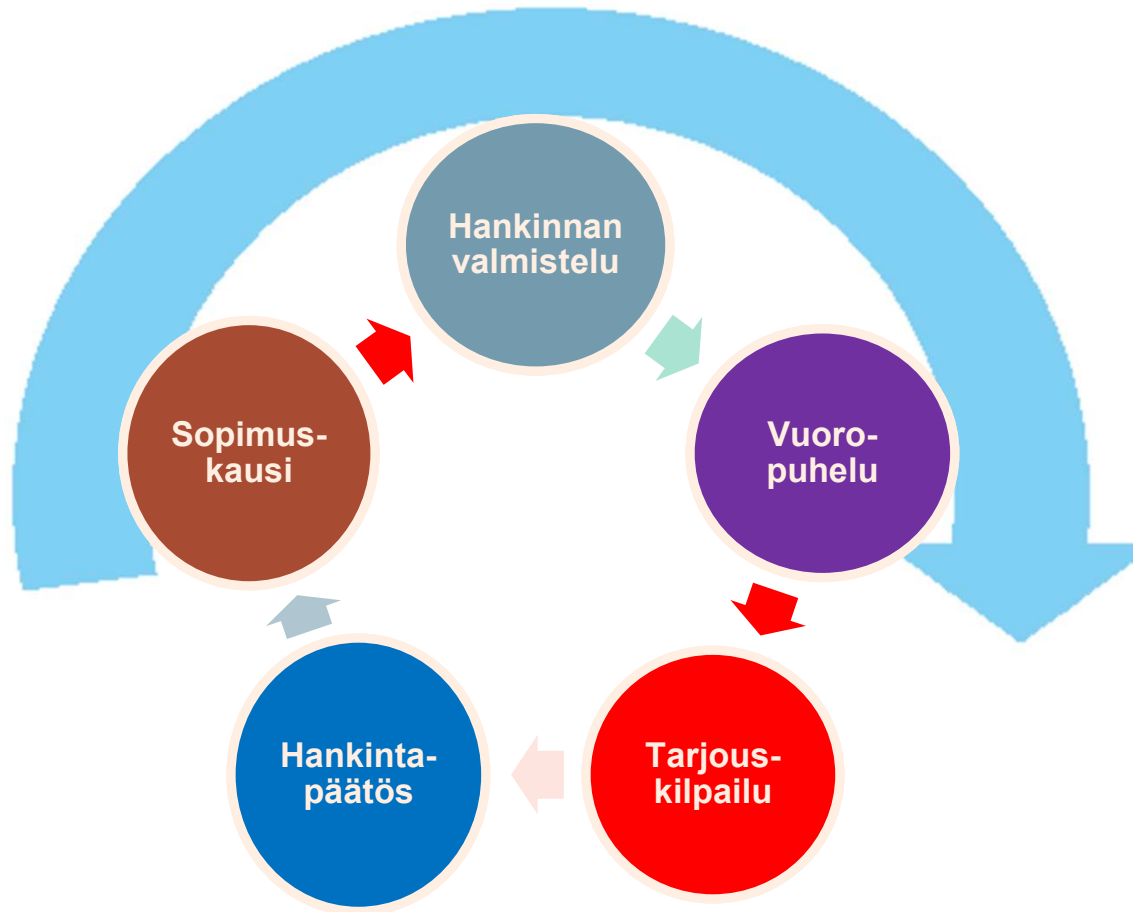 Hankinnan
valmistelu
Vuoro-
puhelu
Tarjous-
kilpailu
Hankinta-
päätös
Sopimus-
kausi